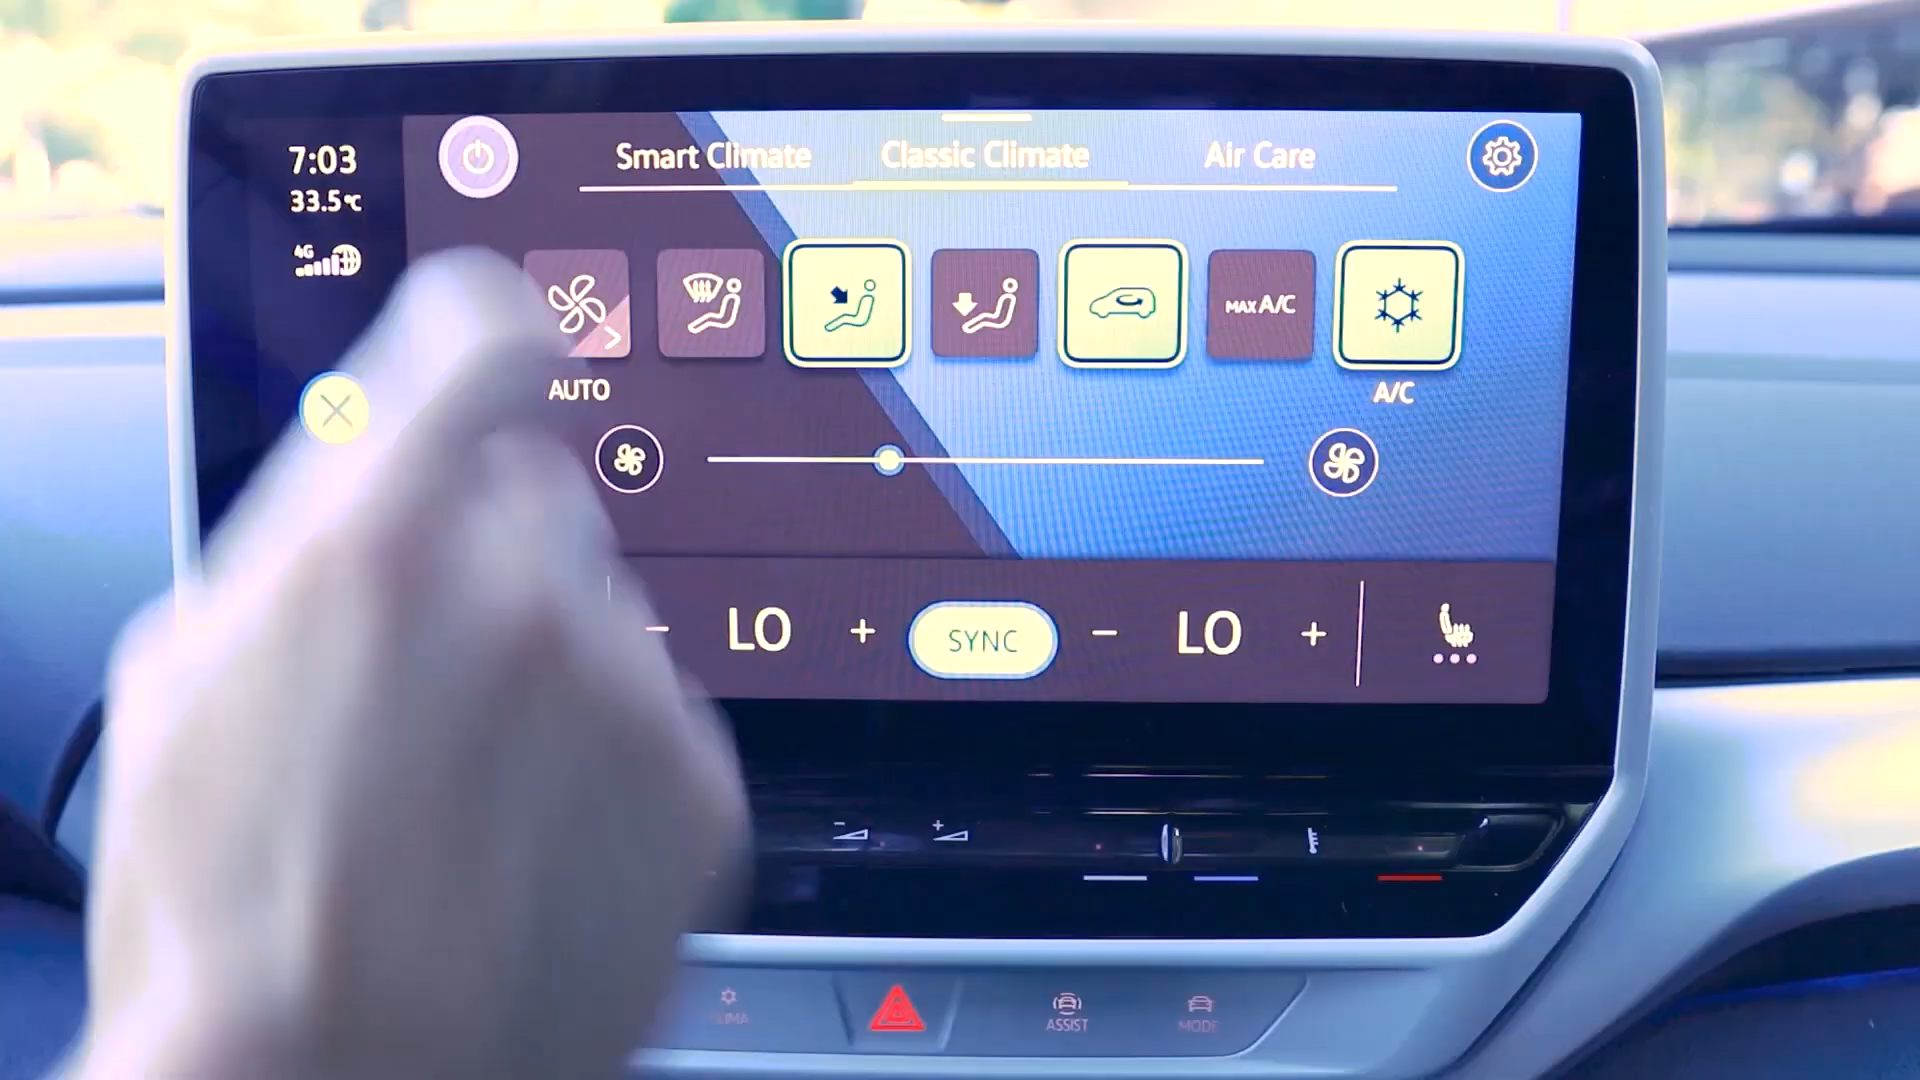 7:03
33.5°C
4G
Smart Climate
Classic Climate
Air Care
MAX A/C
AUTO
A/C
- LO +
SYNC
- LO +
ASSIST
MODE